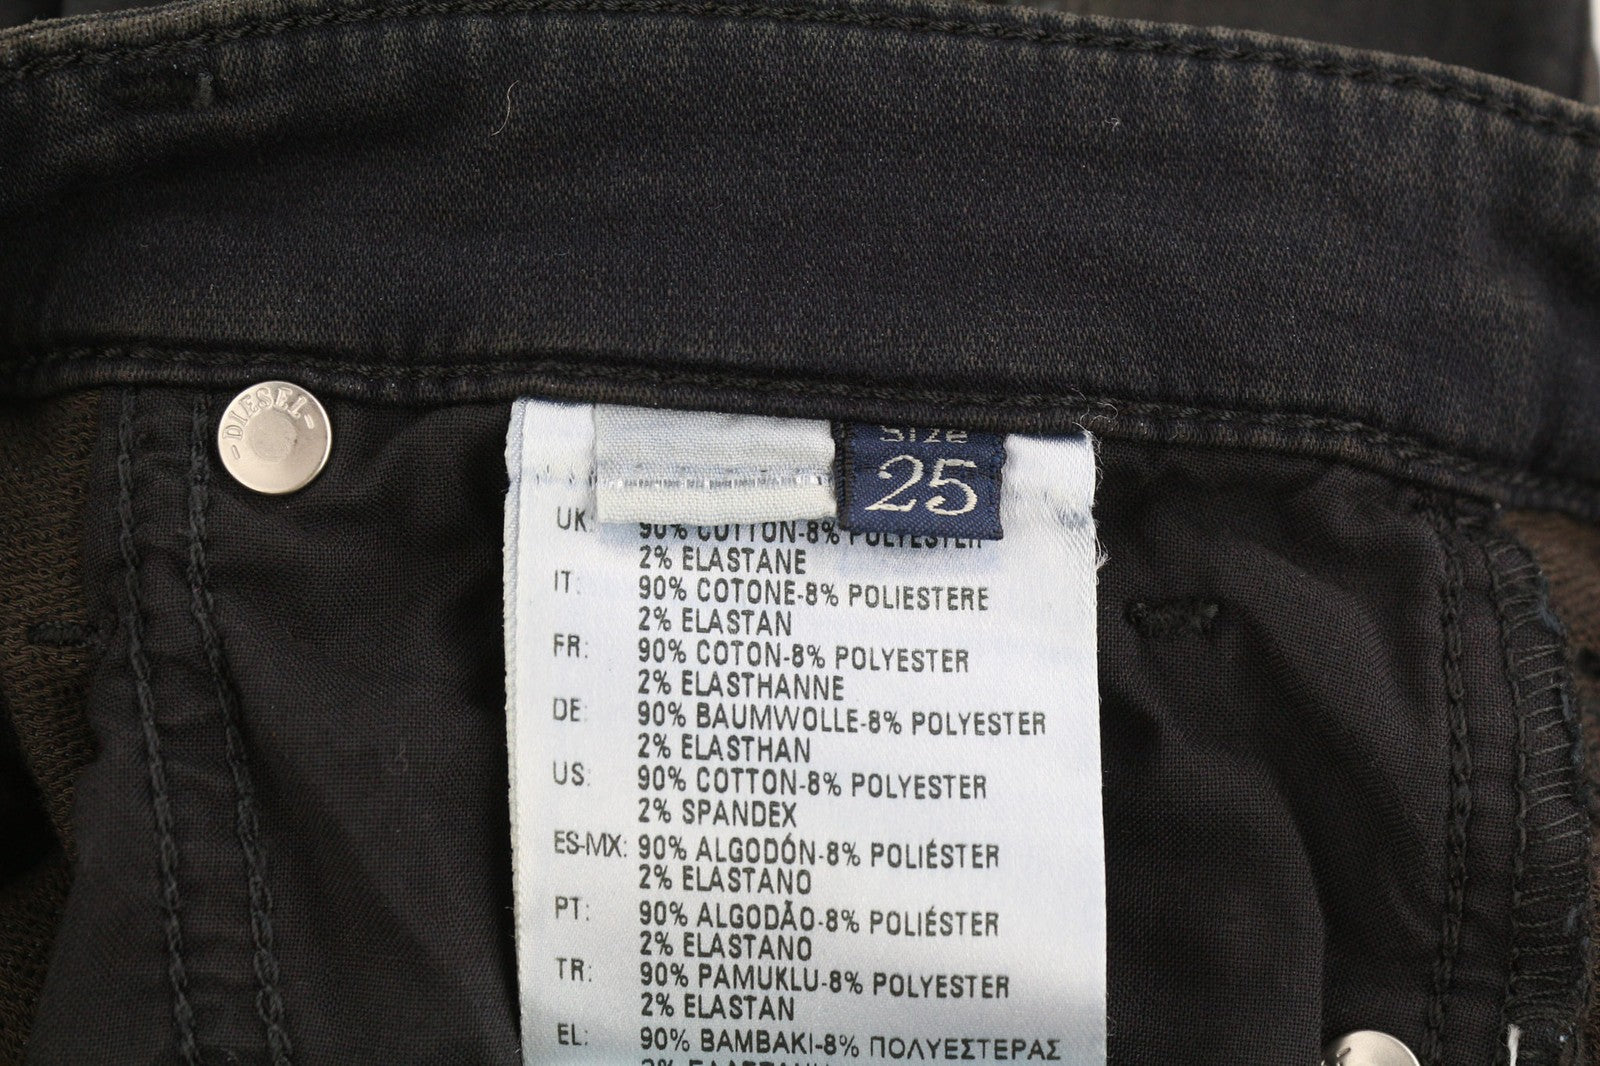 -DIESEL-
SIZE
25
UK: 90% COTTON-8% POLYESTER
2% ELASTANE
IT: 90% COTONE-8% POLIESTERE
2% ELASTAN
FR: 90% COTON-8% POLYESTER
2% ELASTHANNE
DE: 90% BAUMWOLLE-8% POLYESTER
2% ELASTHAN
US: 90% COTTON-8% POLYESTER
2% SPANDEX
ES-MX: 90% ALGODÓN-8% POLIÉSTER
2% ELASTANO
PT: 90% ALGODÃO-8% POLIÉSTER
2% ELASTANO
TR: 90% PAMUKLU-8% POLYESTER
2% ELASTAN
EL: 90% BAMBAKI-8% ΠΟΛΥΕΣΤΕΡΑΣ